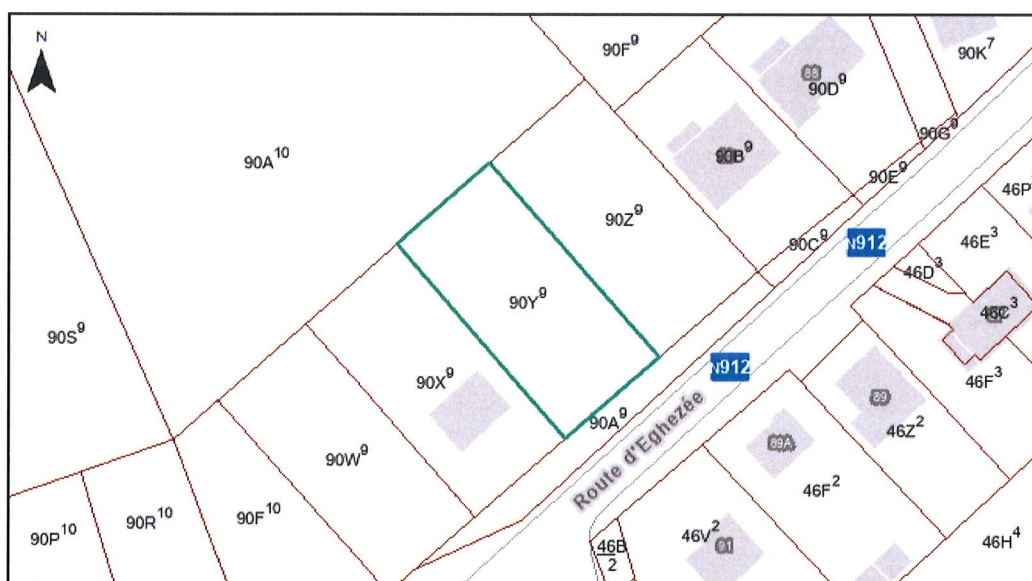 N
90F⁹
88
90K⁷
90D⁹
90A¹⁰
90B⁹
90G⁹
90E⁹
46P
90Z⁹
90C⁹
N912
46E³
46D³
90Y⁹
46C³
90S⁹
N912
90X⁹
46F³
89
90A⁹
Route d'Eghezée
46Z²
89A
90W⁹
46F²
90P¹⁰
90R¹⁰
90F¹⁰
46V²
91
46B
2
46H⁴